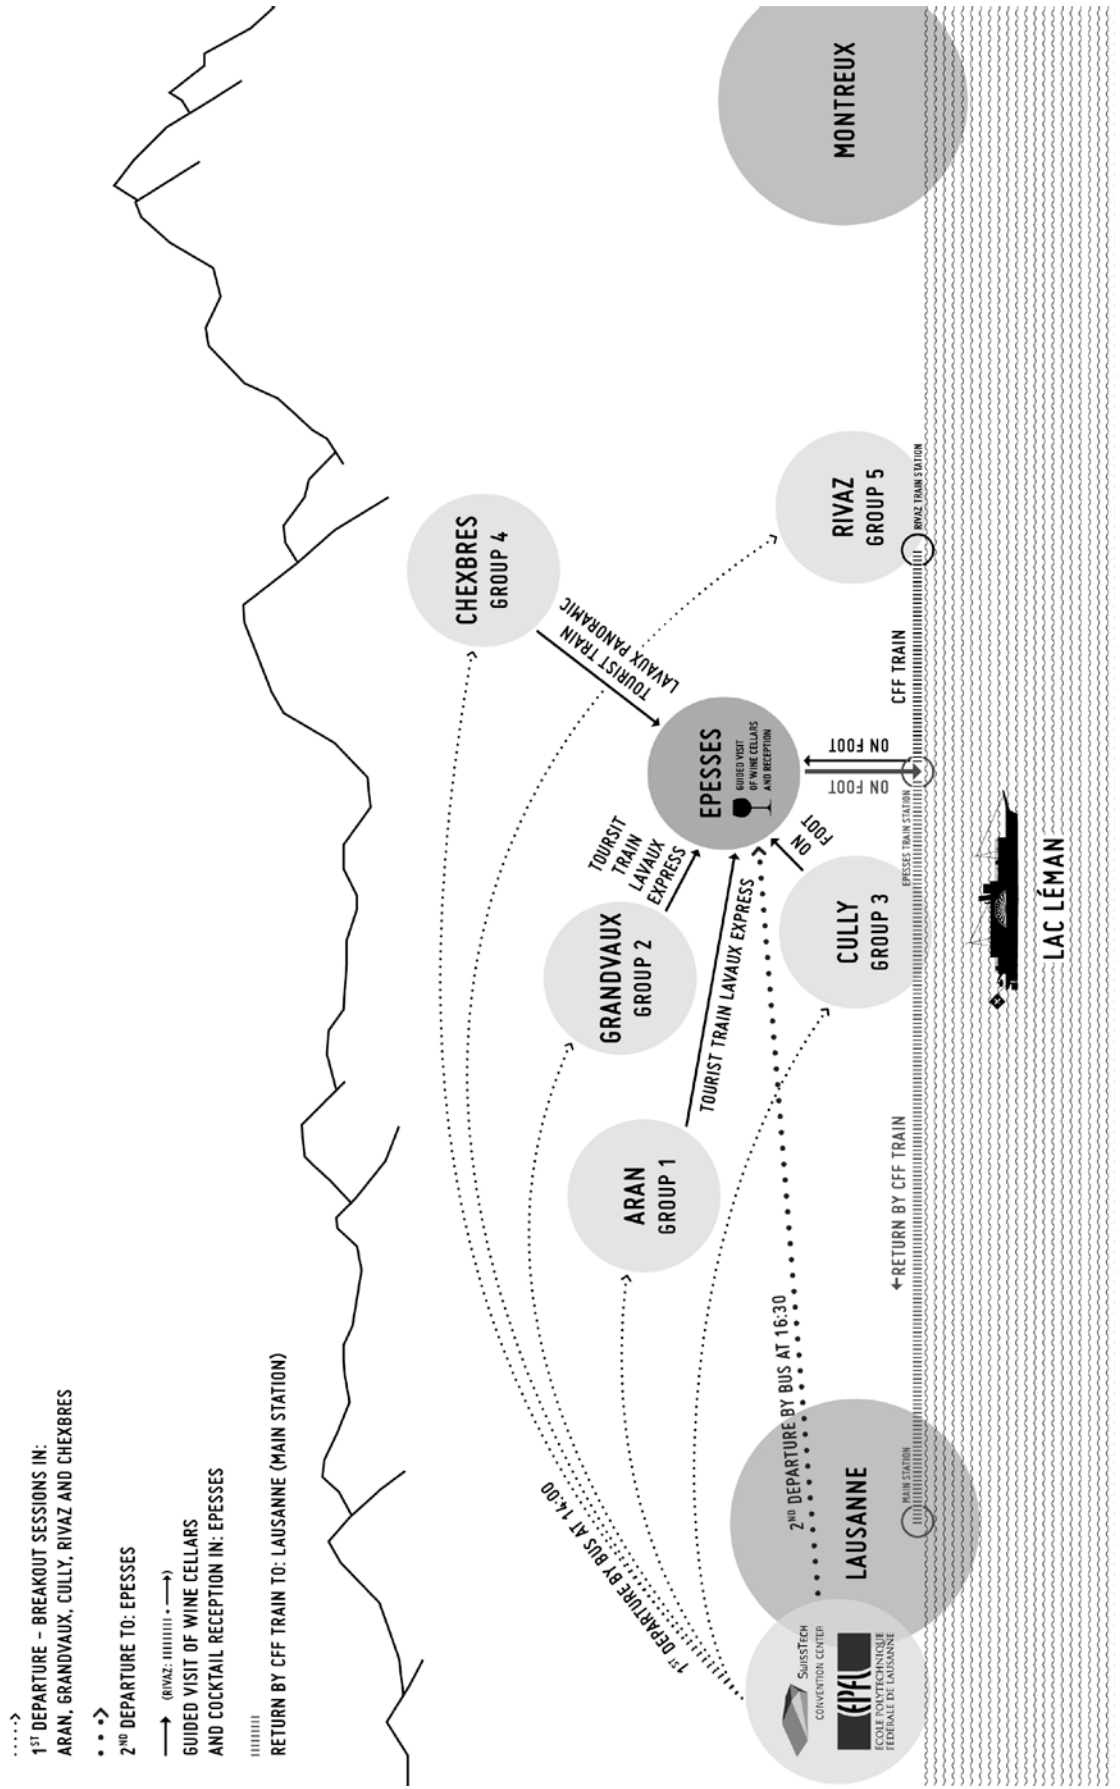 1ST DEPARTURE – BREAKOUT SESSIONS IN:
ARAN, GRANDVAUX, CULLY, RIVAZ AND CHEXBRES
2ND DEPARTURE TO: EPESSES
(RIVAZ: )
GUIDED VISIT OF WINE CELLARS
AND COCKTAIL RECEPTION IN: EPESSES
RETURN BY CFF TRAIN TO: LAUSANNE (MAIN STATION)
CHEXBRES
GROUP 4
TOURIST TRAIN
LAVAUX PANORAMIC
GRANDVAUX
GROUP 2
TOURSIT
TRAIN
LAVAUX
EXPRESS
ARAN
GROUP 1
TOURIST TRAIN LAVAUX EXPRESS
EPESSES
GUIDED VISIT
OF WINE CELLARS
AND RECEPTION
1ST DEPARTURE BY BUS AT 14:00
2ND DEPARTURE BY BUS AT 16:30
SWISSTECH
CONVENTION CENTER
EPFL
ÉCOLE POLYTECHNIQUE
FÉDÉRALE DE LAUSANNE
LAUSANNE
MAIN STATION
CULLY
GROUP 3
ON
FOOT
ON FOOT
ON FOOT
EPESSES TRAIN STATION
RIVAZ
GROUP 5
RIVAZ TRAIN STATION
MONTREUX
←RETURN BY CFF TRAIN
CFF TRAIN
LAC LÉMAN